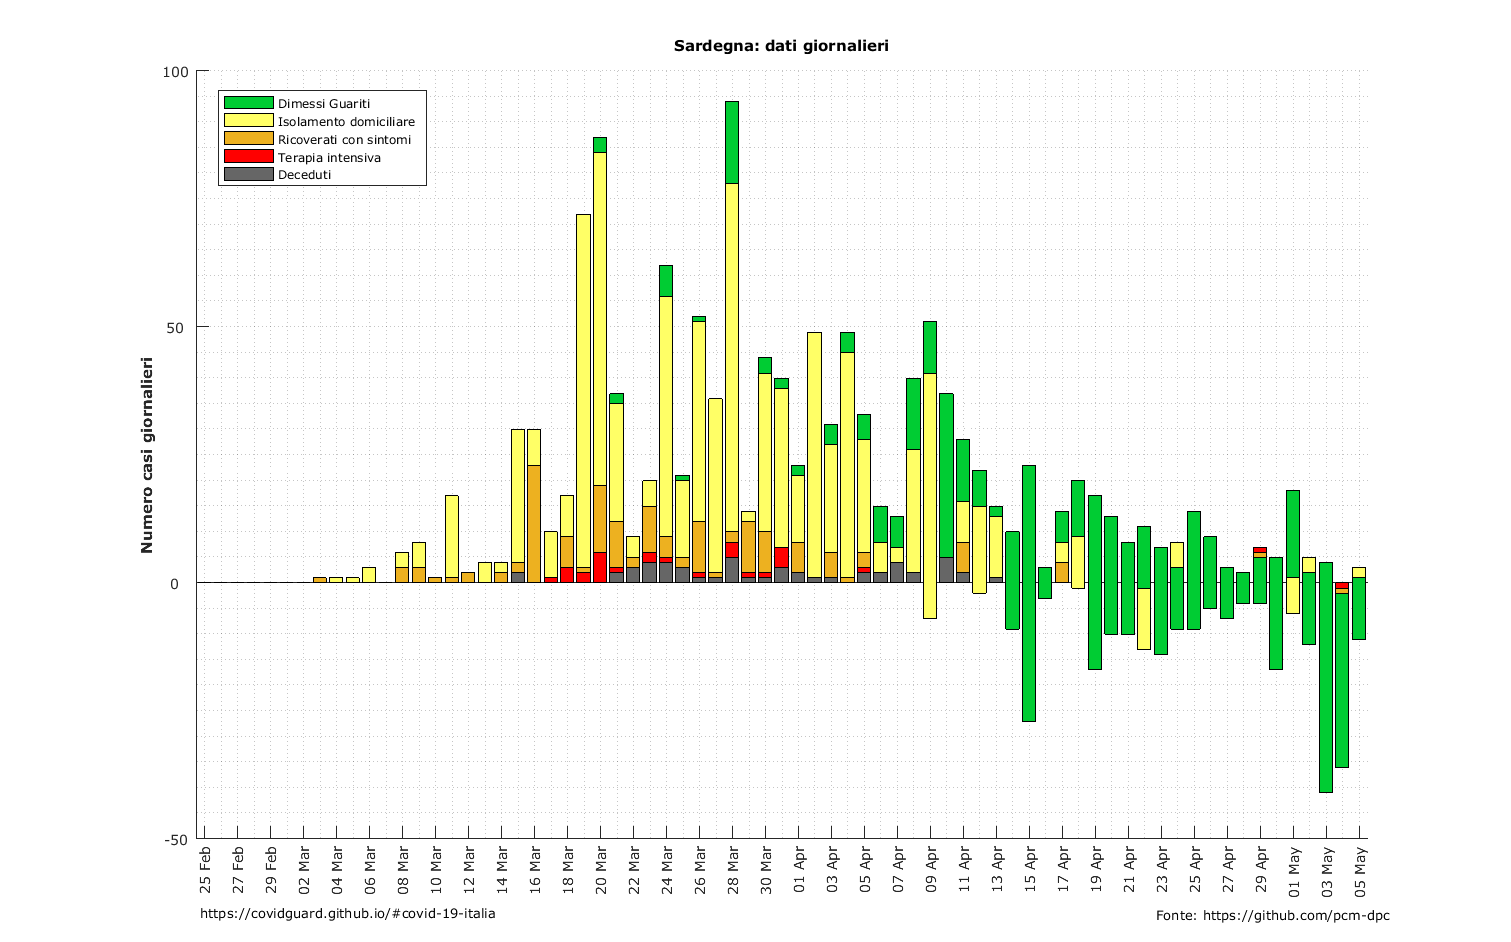 Sardegna: dati giornalieri
100
50
0
-50
Numero casi giornalieri
Dimessi Guariti
Isolamento domiciliare
Ricoverati con sintomi
Terapia intensiva
Deceduti
25 Feb
27 Feb
29 Feb
02 Mar
04 Mar
06 Mar
08 Mar
10 Mar
12 Mar
14 Mar
16 Mar
18 Mar
20 Mar
22 Mar
24 Mar
26 Mar
28 Mar
30 Mar
01 Apr
03 Apr
05 Apr
07 Apr
09 Apr
11 Apr
13 Apr
15 Apr
17 Apr
19 Apr
21 Apr
23 Apr
25 Apr
27 Apr
29 Apr
01 May
03 May
05 May
https://covidguard.github.io/#covid-19-italia
Fonte: https://github.com/pcm-dpc